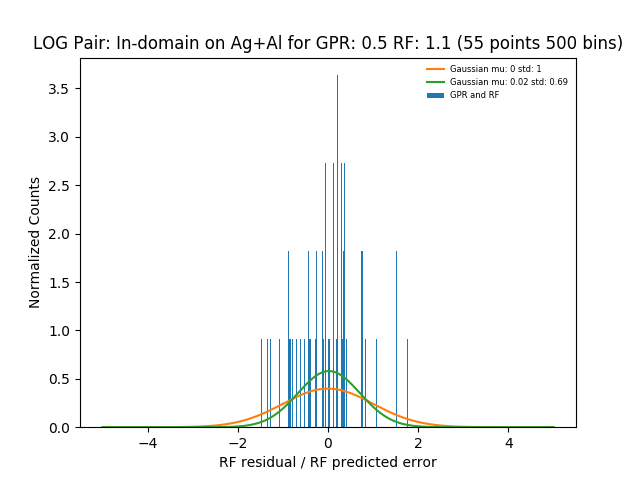 LOG Pair: In-domain on Ag+Al for GPR: 0.5 RF: 1.1 (55 points 500 bins)
Gaussian mu: 0 std: 1
Gaussian mu: 0.02 std: 0.69
GPR and RF
Normalized Counts
3.5
3.0
2.5
2.0
1.5
1.0
0.5
0.0
−4 −2 0 2 4
RF residual / RF predicted error